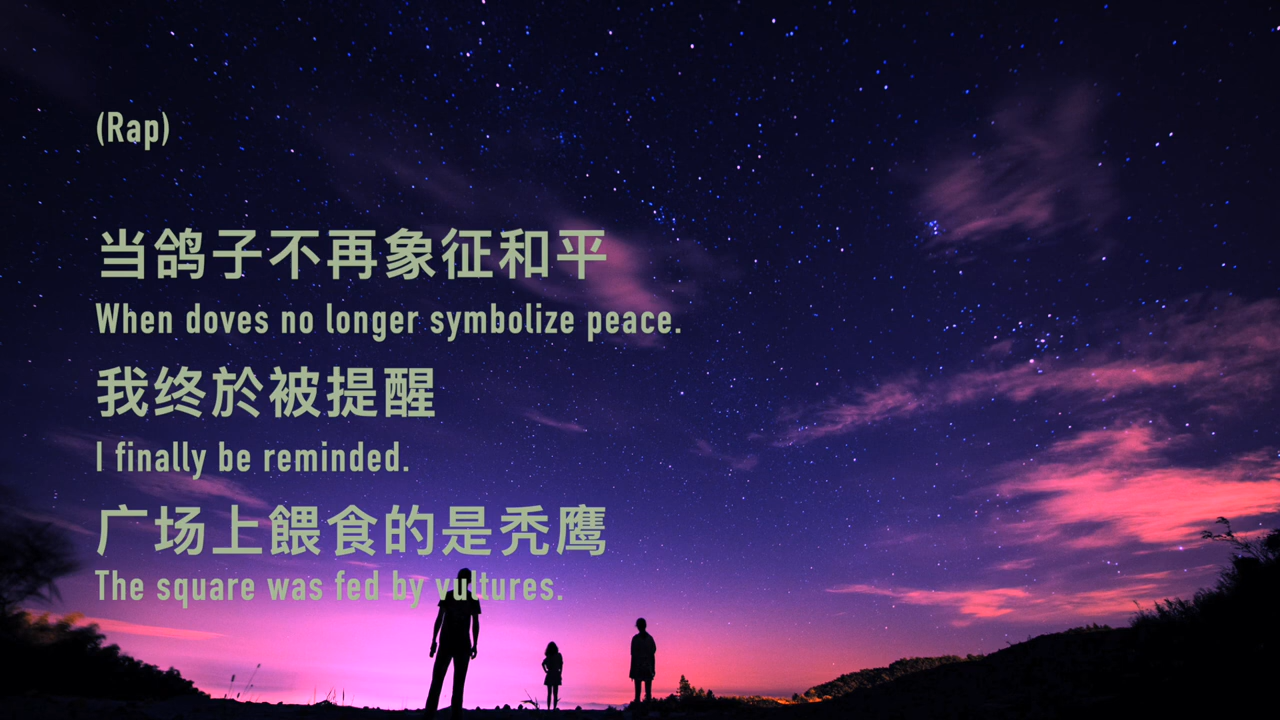 (Rap)
当鸽子不再象征和平
When doves no longer symbolize peace.
我终於被提醒
I finally be reminded.
广场上餵食的是秃鹰
The square was fed by vultures.